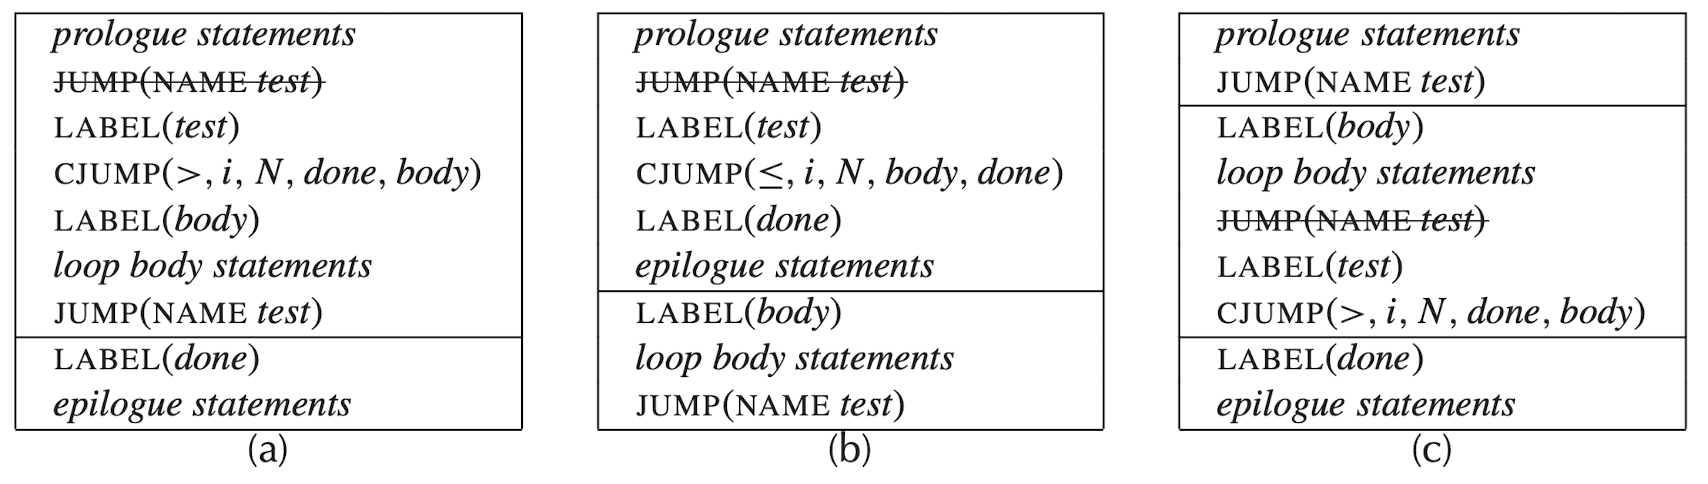 prologue statements
JUMP(NAME test)
LABEL(test)
CJUMP(>, i, N, done, body)
LABEL(body)
loop body statements
JUMP(NAME test)
LABEL(done)
epilogue statements
(a)
prologue statements
JUMP(NAME test)
LABEL(test)
CJUMP(≤, i, N, body, done)
LABEL(done)
epilogue statements
LABEL(body)
loop body statements
JUMP(NAME test)
(b)
prologue statements
JUMP(NAME test)
LABEL(body)
loop body statements
JUMP(NAME test)
LABEL(test)
CJUMP(>, i, N, done, body)
LABEL(done)
epilogue statements
(c)